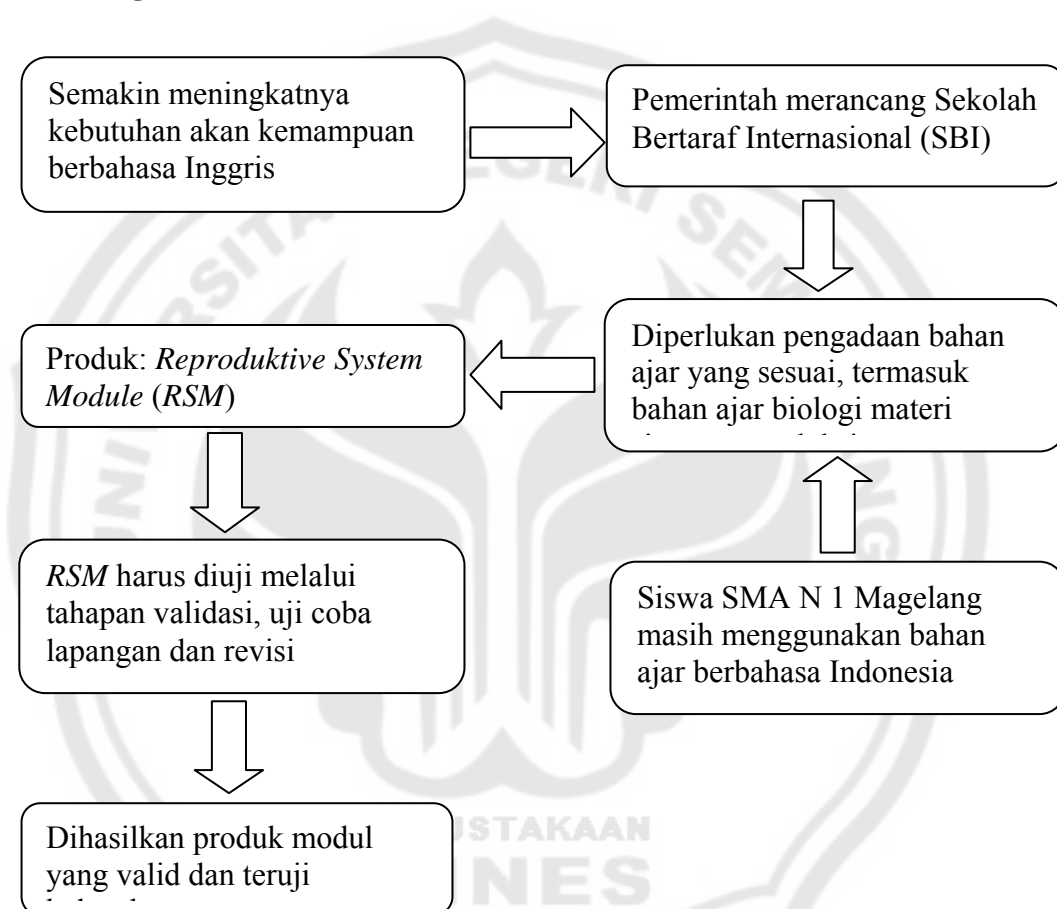 Semakin meningkatnya
kebutuhan akan kemampuan
berbahasa Inggris
Pemerintah merancang Sekolah
Bertaraf Internasional (SBI)
Diperlukan pengadaan bahan
ajar yang sesuai, termasuk
bahan ajar biologi materi
Produk: Reproduktive System
Module (RSM)
RSM harus diuji melalui
tahapan validasi, uji coba
lapangan dan revisi
Siswa SMA N 1 Magelang
masih menggunakan bahan
ajar berbahasa Indonesia
Dihasilkan produk modul
yang valid dan teruji